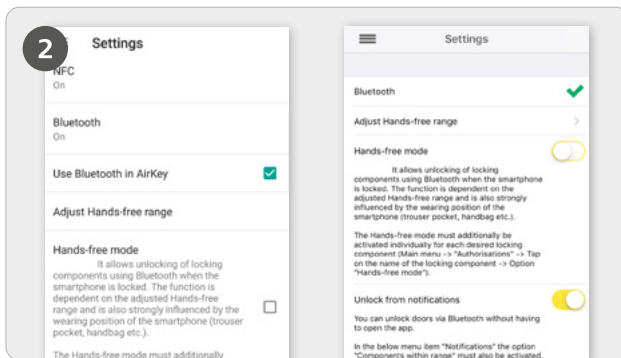 2
Settings
NFC
On
Bluetooth
On
Use Bluetooth in AirKey
Adjust Hands-free range
Hands-free mode
It allows unlocking of locking
components using Bluetooth when the
smartphone is locked. The function is
dependent on the adjusted Hands-free
range and is also strongly influenced by the
wearing position of the smartphone (trouser
pocket, handbag etc.).
The Hands-free mode must additionally
Settings
Bluetooth
Adjust Hands-free range
Hands-free mode
It allows unlocking of locking
components using Bluetooth when the smartphone
is locked. The function is dependent on the
adjusted Hands-free range and is also strongly
influenced by the wearing position of the
smartphone (trouser pocket, handbag etc.).
The Hands-free mode must additionally be
activated individually for each desired locking
component (Main menu -> "Authorisations" -> Tap
on the name of the locking component -> Option
"Hands-free mode").
Unlock from notifications
You can unlock doors via Bluetooth without having
to open the app.
In the below menu item "Notifications" the option
"Components within range" must also be activated.